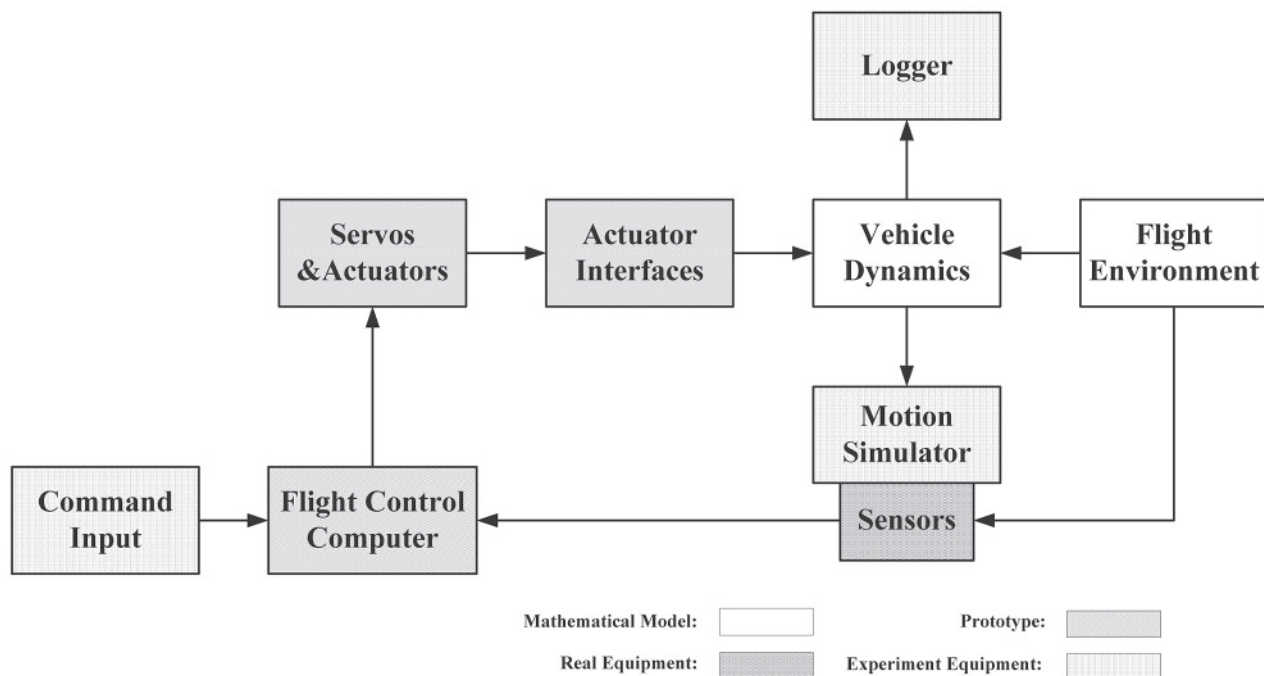 Logger
Servos
&Actuators
Actuator
Interfaces
Vehicle
Dynamics
Flight
Environment
Motion
Simulator
Command
Input
Flight Control
Computer
Sensors
Mathematical Model:
Prototype:
Real Equipment:
Experiment Equipment: